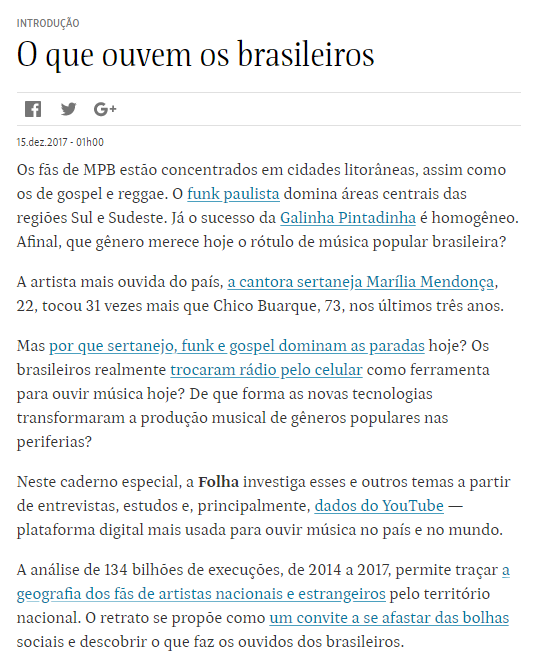 INTRODUÇÃO
O que ouvem os brasileiros
G+
15.dez.2017 - 01h00
Os fãs de MPB estão concentrados em cidades litorâneas, assim como
os de gospel e reggae. O funk paulista domina áreas centrais das
regiões Sul e Sudeste. Já o sucesso da Galinha Pintadinha é homogêneo.
Afinal, que gênero merece hoje o rótulo de música popular brasileira?
A artista mais ouvida do país, a cantora sertaneja Marília Mendonça,
22, tocou 31 vezes mais que Chico Buarque, 73, nos últimos três anos.
Mas por que sertanejo, funk e gospel dominam as paradas hoje? Os
brasileiros realmente trocaram rádio pelo celular como ferramenta
para ouvir música hoje? De que forma as novas tecnologias
transformaram a produção musical de gêneros populares nas
periferias?
Neste caderno especial, a Folha investiga esses e outros temas a partir
de entrevistas, estudos e, principalmente, dados do YouTube —
plataforma digital mais usada para ouvir música no país e no mundo.
A análise de 134 bilhões de execuções, de 2014 a 2017, permite traçar a
geografia dos fãs de artistas nacionais e estrangeiros pelo território
nacional. O retrato se propõe como um convite a se afastar das bolhas
sociais e descobrir o que faz os ouvidos dos brasileiros.